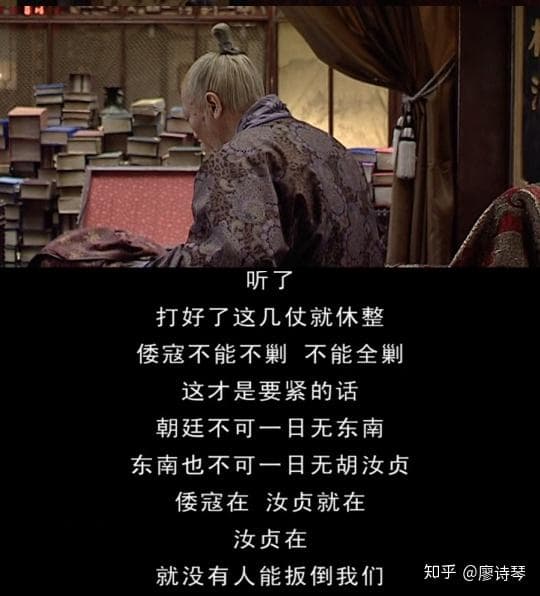 听了
打好了这几仗就休整
倭寇不能不剿 不能全剿
这才是要紧的话
朝廷不可一日无东南
东南也不可一日无胡汝贞
倭寇在 汝贞就在
汝贞在
就没有人能扳倒我们
知乎 @廖诗琴